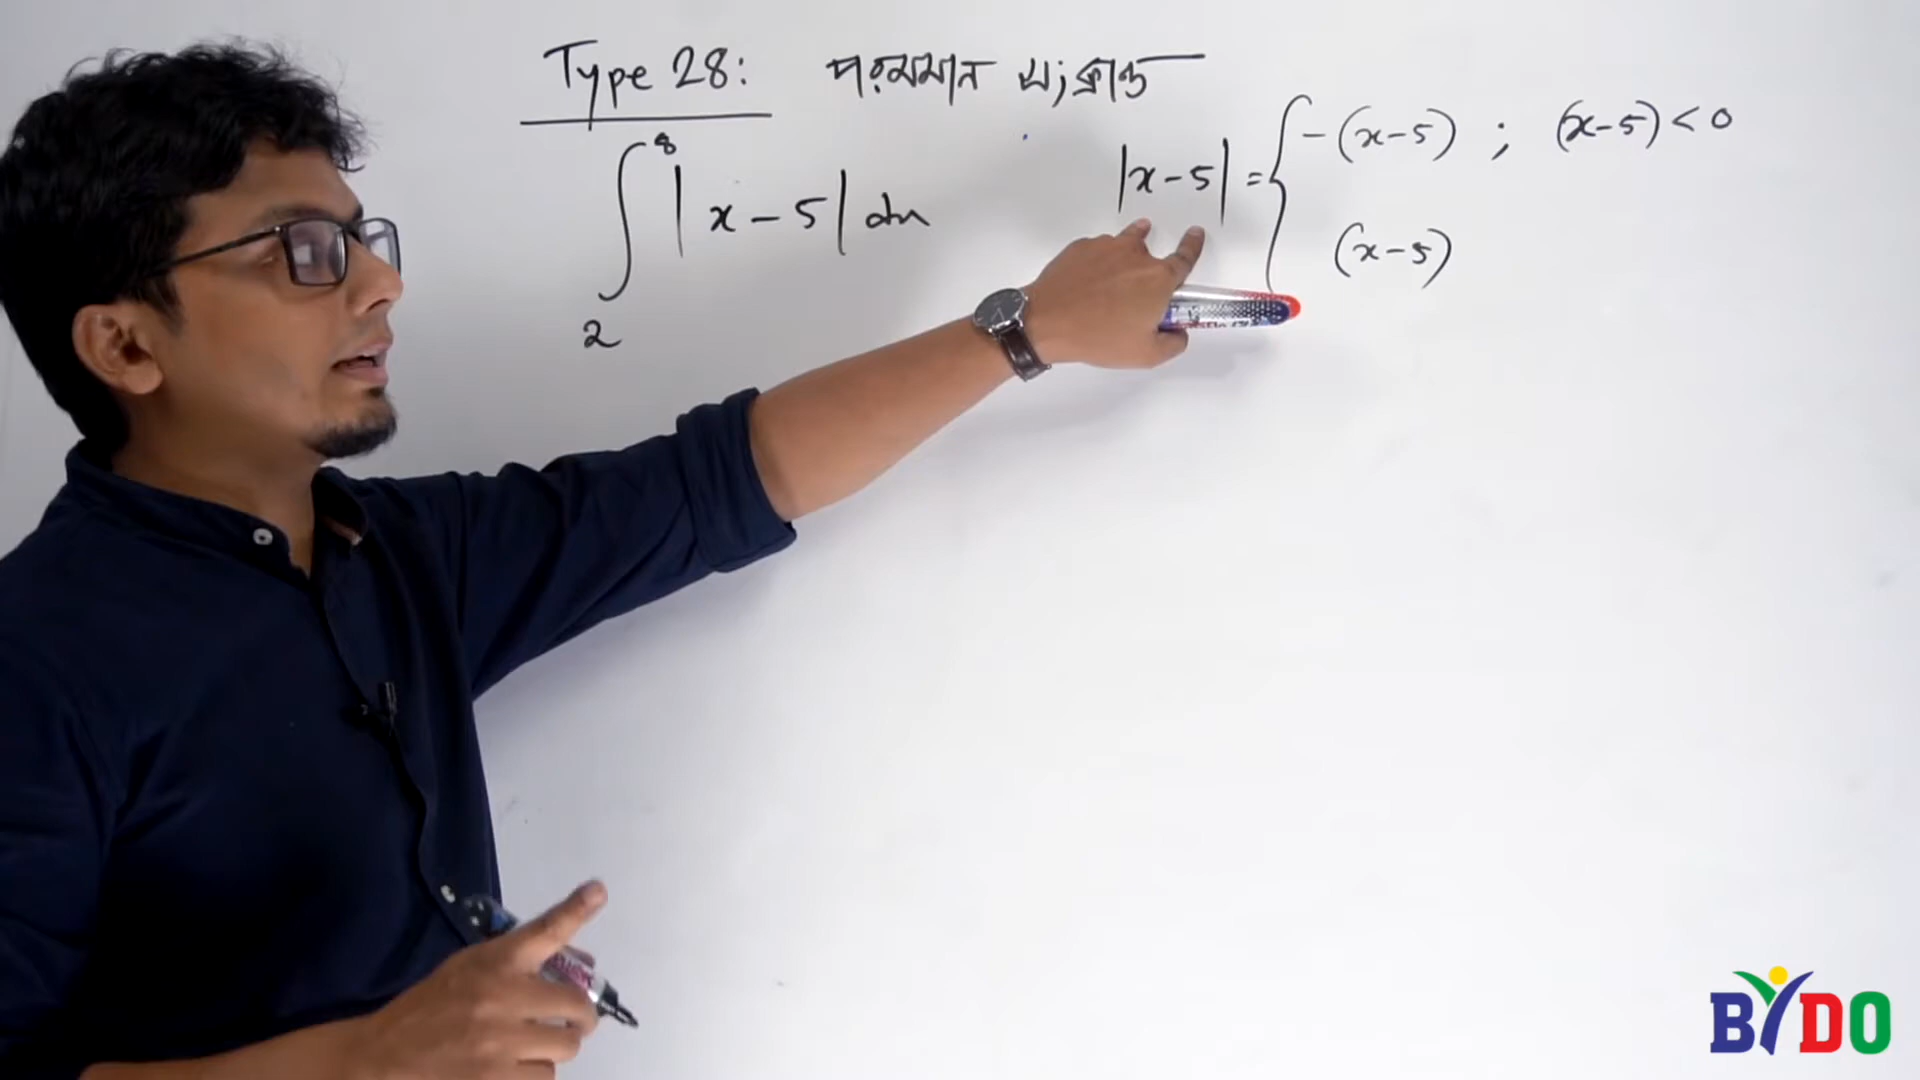 Type 28: পরমমান সংক্রান্ত
∫₂⁸ |x-5| dx
|x-5| = { -(x-5) ; (x-5) < 0
(x-5)
BYDO